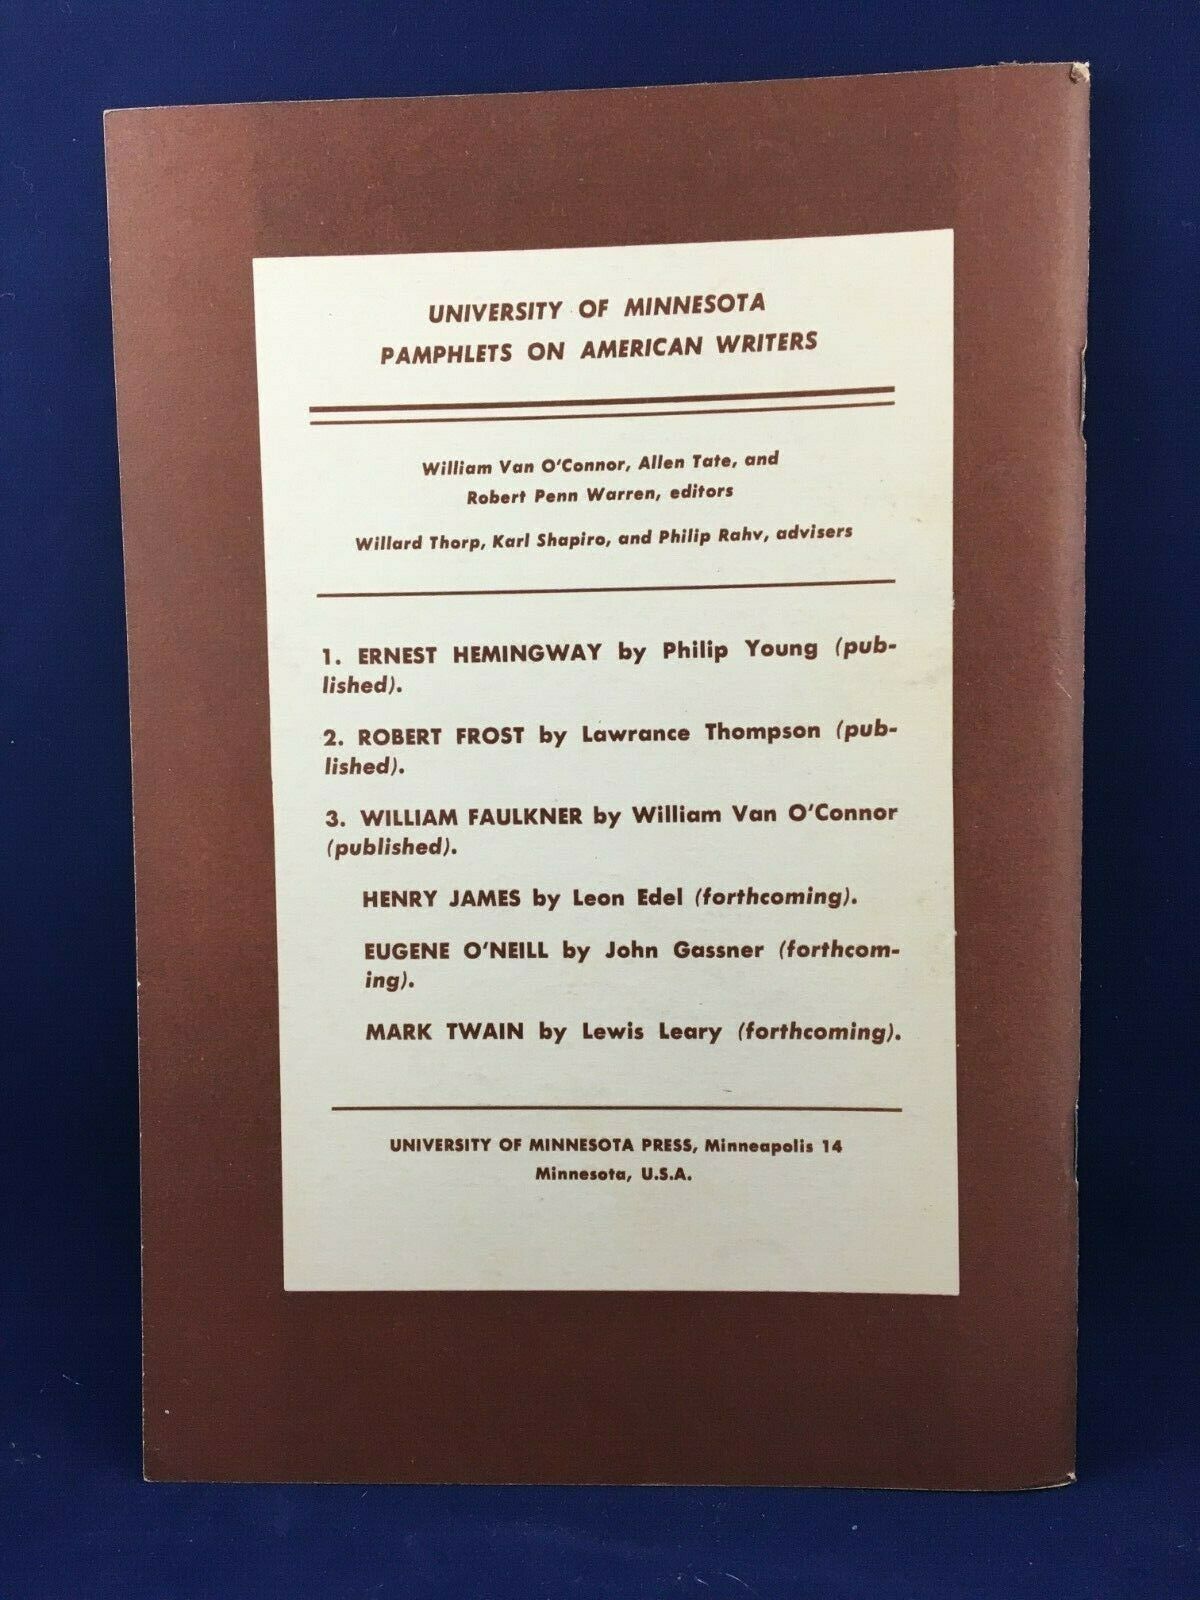 UNIVERSITY OF MINNESOTA
PAMPHLETS ON AMERICAN WRITERS
William Van O'Connor, Allen Tate, and
Robert Penn Warren, editors
Willard Thorp, Karl Shapiro, and Philip Rahv, advisers
1. ERNEST HEMINGWAY by Philip Young (pub-
lished).
2. ROBERT FROST by Lawrance Thompson (pub-
lished).
3. WILLIAM FAULKNER by William Van O'Connor
(published).
HENRY JAMES by Leon Edel (forthcoming).
EUGENE O'NEILL by John Gassner (forthcom-
ing).
MARK TWAIN by Lewis Leary (forthcoming).
UNIVERSITY OF MINNESOTA PRESS, Minneapolis 14
Minnesota, U.S.A.